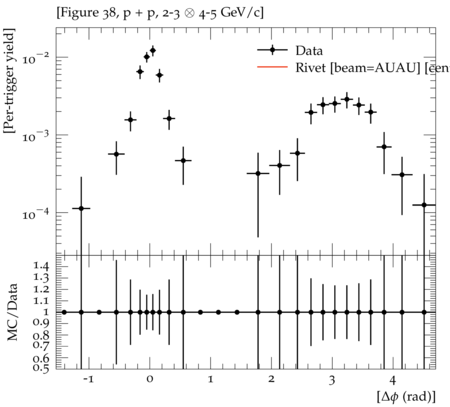 [Figure 38, p + p, 2-3 ⊗ 4-5 GeV/c]
[Per-trigger yield]
10⁻²
10⁻³
10⁻⁴
Data
Rivet [beam=AUAU] [cen
MC/Data
1.4
1.3
1.2
1.1
1
0.9
0.8
0.7
0.6
0.5
-1 0 1 2 3 4
[Δϕ (rad)]